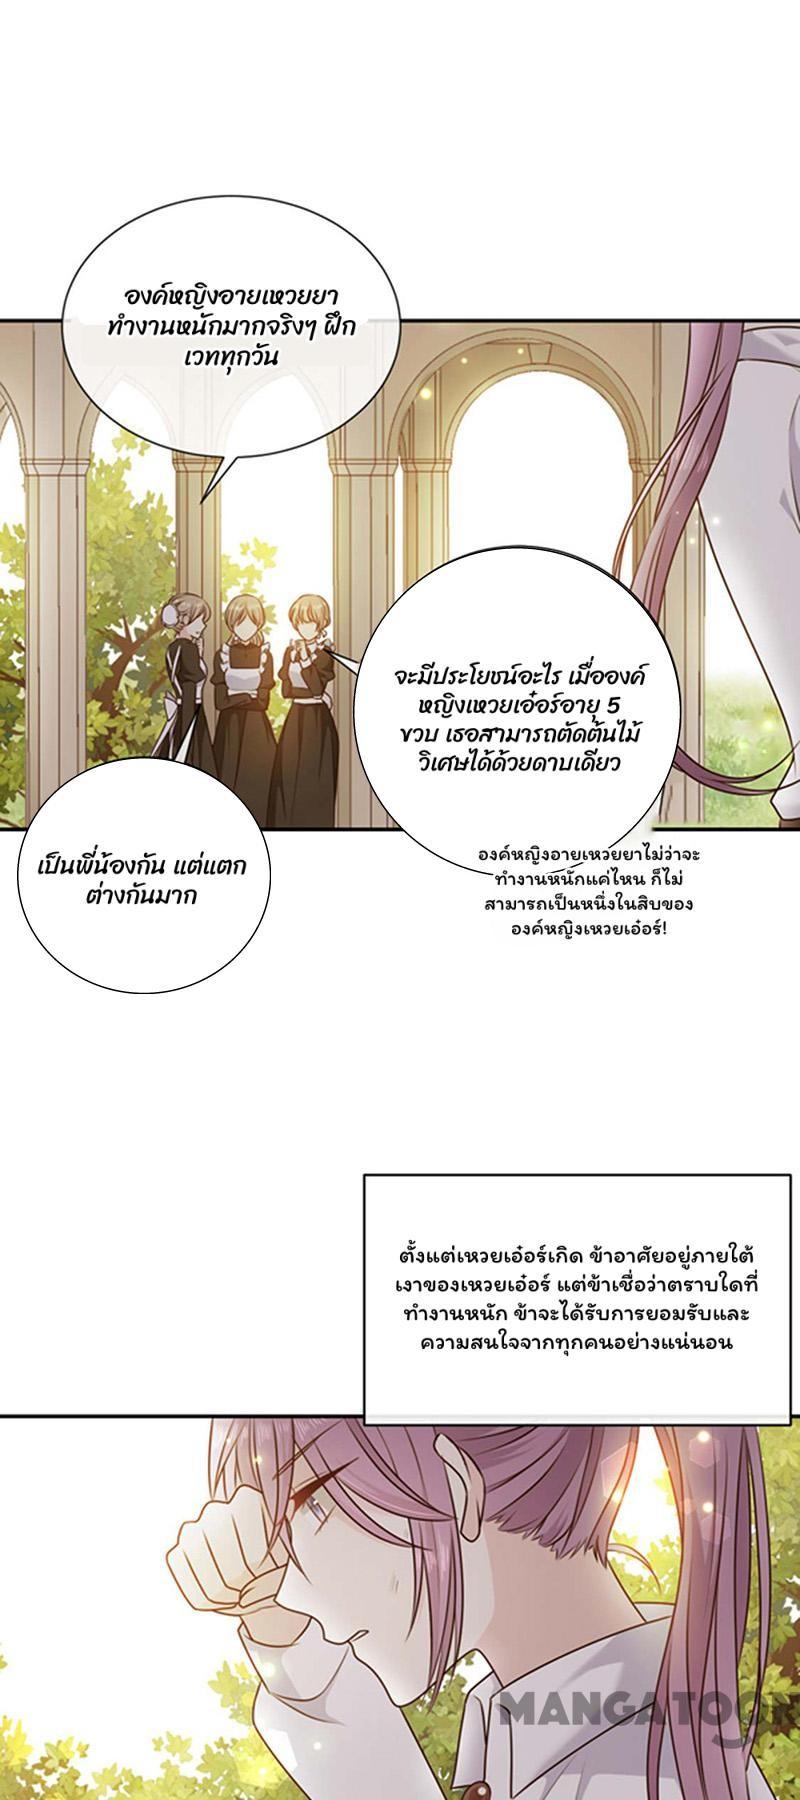 องค์หญิงอายเหวยยา
ทำงานหนักมากจริงๆ ฝึก
เวททุกวัน
จะมีประโยชน์อะไร เมื่อองค์
หญิงเหวยเอ๋อร์อายุ 5
ขวบ เธอสามารถตัดต้นไม้
วิเศษได้ด้วยดาบเดียว
เป็นพี่น้องกัน แต่แตก
ต่างกันมาก
องค์หญิงอายเหวยยาไม่ว่าจะ
ทำงานหนักแค่ไหน ก็ไม่
สามารถเป็นหนึ่งในสิบของ
องค์หญิงเหวยเอ๋อร์!
ตั้งแต่เหวยเอ๋อร์เกิด ข้าอาศัยอยู่ภายใต้
เงาของเหวยเอ๋อร์ แต่ข้าเชื่อว่าตราบใดที่
ทำงานหนัก ข้าจะได้รับการยอมรับและ
ความสนใจจากทุกคนอย่างแน่นอน
MANGATOON